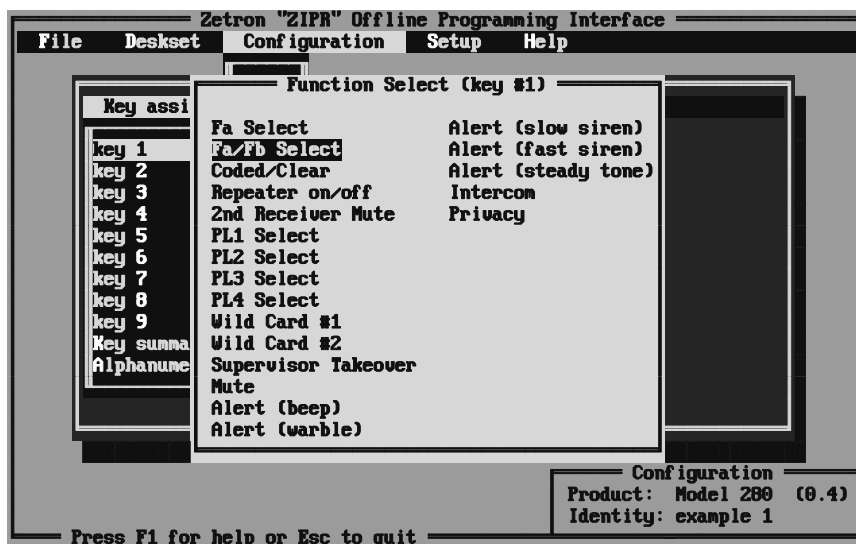 Zetron "ZIPR" Offline Programming Interface
File Deskset Configuration Setup Help
Function Select (key #1)
Key assi
key 1
key 2
key 3
key 4
key 5
key 6
key 7
key 8
key 9
Key summa
Alphanume
Fa Select
Fa/Fb Select
Coded/Clear
Repeater on/off
2nd Receiver Mute
PL1 Select
PL2 Select
PL3 Select
PL4 Select
Wild Card #1
Wild Card #2
Supervisor Takeover
Mute
Alert (beep)
Alert (warble)
Alert (slow siren)
Alert (fast siren)
Alert (steady tone)
Intercom
Privacy
Configuration
Product: Model 280 (0.4)
Identity: example 1
Press F1 for help or Esc to quit